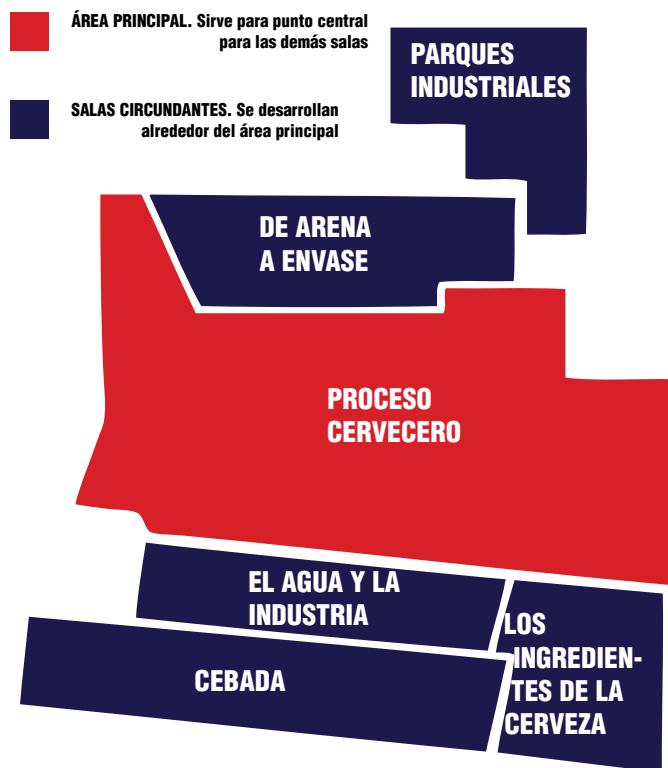 ÁREA PRINCIPAL. Sirve para punto central
para las demás salas
SALAS CIRCUNDANTES. Se desarrollan
alrededor del área principal
PARQUES
INDUSTRIALES
DE ARENA
A ENVASE
PROCESO
CERVECERO
EL AGUA Y LA
INDUSTRIA
LOS
INGREDIEN-
TES DE LA
CERVEZA
CEBADA